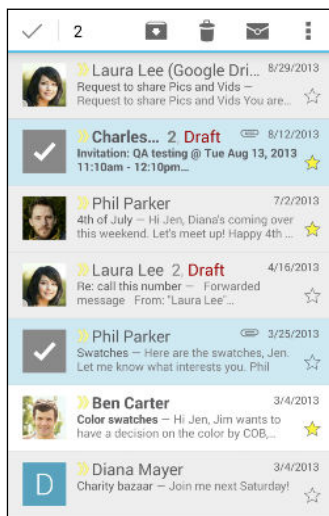 2
Laura Lee (Google Dri... 8/29/2013
Request to share Pics and Vids –
Request to share Pics and Vids You are...
Charles... 2, Draft 8/12/2013
Invitation: QA testing @ Tue Aug 13, 2013
11:10am - 12:10pm...
Phil Parker 7/2/2013
4th of July – Hi Jen, Diana's coming over
this weekend. Let's meet up! Happy 4th ...
Laura Lee 2, Draft 4/16/2013
Re: call this number – Forwarded
message From: "Laura Lee"...
Phil Parker 3/25/2013
Swatches – Here are the swatches, Jen.
Let me know what interests you. Phil
Ben Carter 3/4/2013
Color swatches – Hi Jen, Jim wants to
have a decision on the color by COB,...
D Diana Mayer 3/4/2013
Charity bazaar – Join me next Saturday!